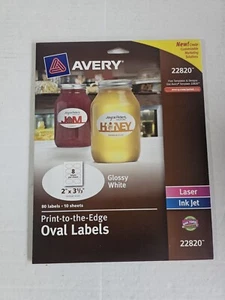 New!
AVERY
22820
JAM
HONEY
Glossy
White
8
2" x 3⅓"
80 labels • 10 sheets
Print-to-the-Edge
Oval Labels
Laser
Ink Jet
22820